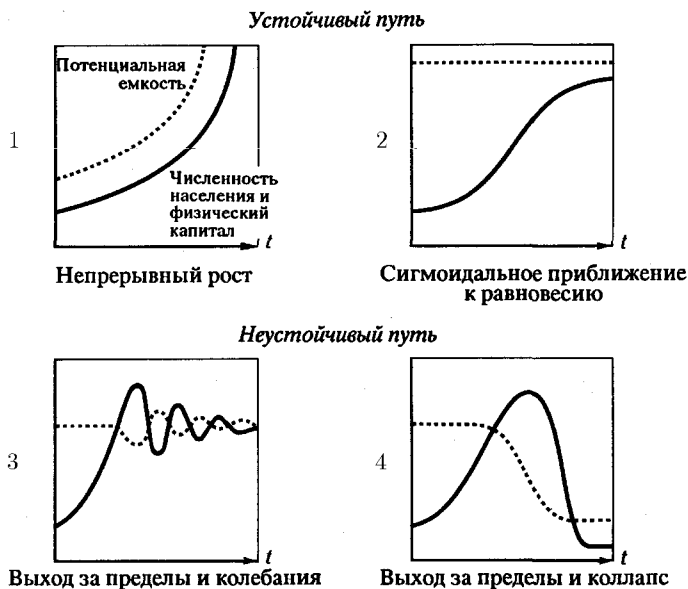 Устойчивый путь
Потенциальная
емкость
1
Численность
населения и
физический
капитал
t
Непрерывный рост
2
t
Сигмоидальное приближение
к равновесию
Неустойчивый путь
3
t
Выход за пределы и колебания
4
t
Выход за пределы и коллапс